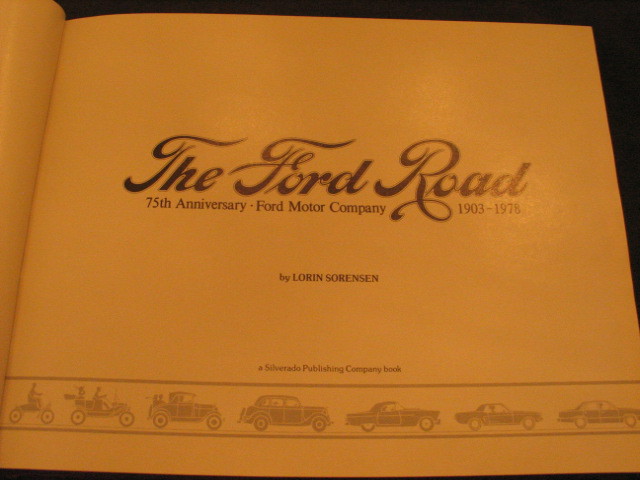 The Ford Road
75th Anniversary · Ford Motor Company 1903-1978
by LORIN SORENSEN
a Silverado Publishing Company book